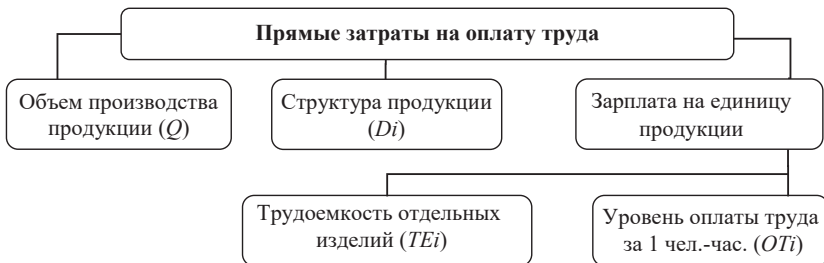 Прямые затраты на оплату труда
Объем производства
продукции (Q)
Структура продукции
(Di)
Зарплата на единицу
продукции
Трудоемкость отдельных
изделий (TEi)
Уровень оплаты труда
за 1 чел.-час. (OTi)